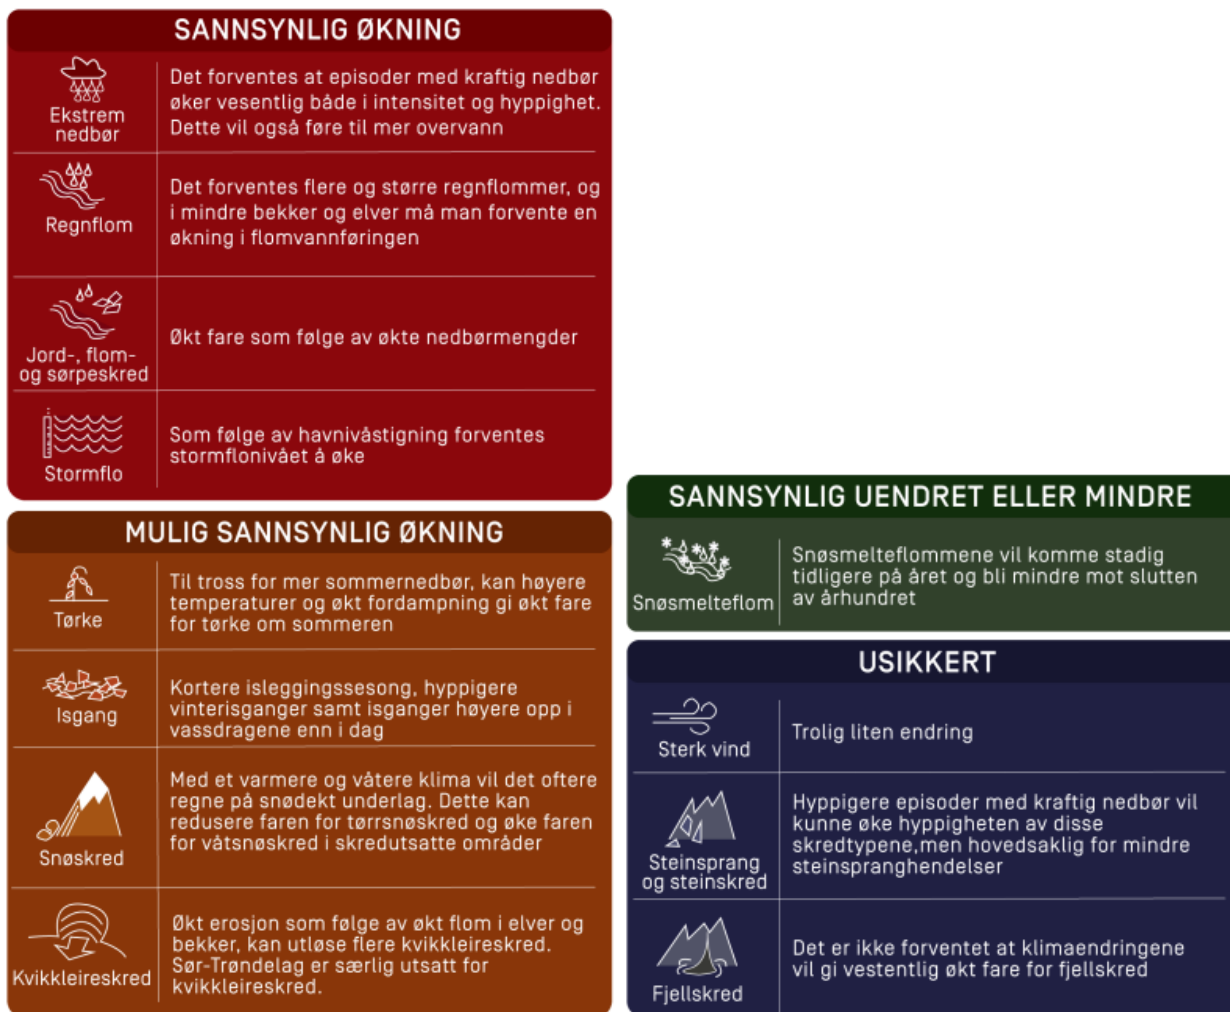 SANNSYNLIG ØKNING
Ekstrem
nedbør
Det forventes at episoder med kraftig nedbør
øker vesentlig både i intensitet og hyppighet.
Dette vil også føre til mer overvann
Regnflom
Det forventes flere og større regnflommer, og
i mindre bekker og elver må man forvente en
økning i flomvannføringen
Jord-, flom-
og sørpeskred
Økt fare som følge av økte nedbørmengder
Stormflo
Som følge av havnivåstigning forventes
stormflonivået å øke
MULIG SANNSYNLIG ØKNING
Tørke
Til tross for mer sommernedbør, kan høyere
temperaturer og økt fordampning gi økt fare
for tørke om sommeren
Isgang
Kortere isleggingssesong, hyppigere
vinterisganger samt isganger høyere opp i
vassdragene enn i dag
Snøskred
Med et varmere og våtere klima vil det oftere
regne på snødekt underlag. Dette kan
redusere faren for tørrsnøskred og øke faren
for våtsnøskred i skredutsatte områder
Kvikkleireskred
Økt erosjon som følge av økt flom i elver og
bekker, kan utløse flere kvikkleireskred.
Sør-Trøndelag er særlig utsatt for
kvikkleireskred.
SANNSYNLIG UENDRET ELLER MINDRE
Snøsmelteflom
Snøsmelteflommene vil komme stadig
tidligere på året og bli mindre mot slutten
av århundret
USIKKERT
Sterk vind
Trolig liten endring
Steinsprang
og steinskred
Hyppigere episoder med kraftig nedbør vil
kunne øke hyppigheten av disse
skredtypene,men hovedsaklig for mindre
steinspranghendelser
Fjellskred
Det er ikke forventet at klimaendringene
vil gi vestentlig økt fare for fjellskred